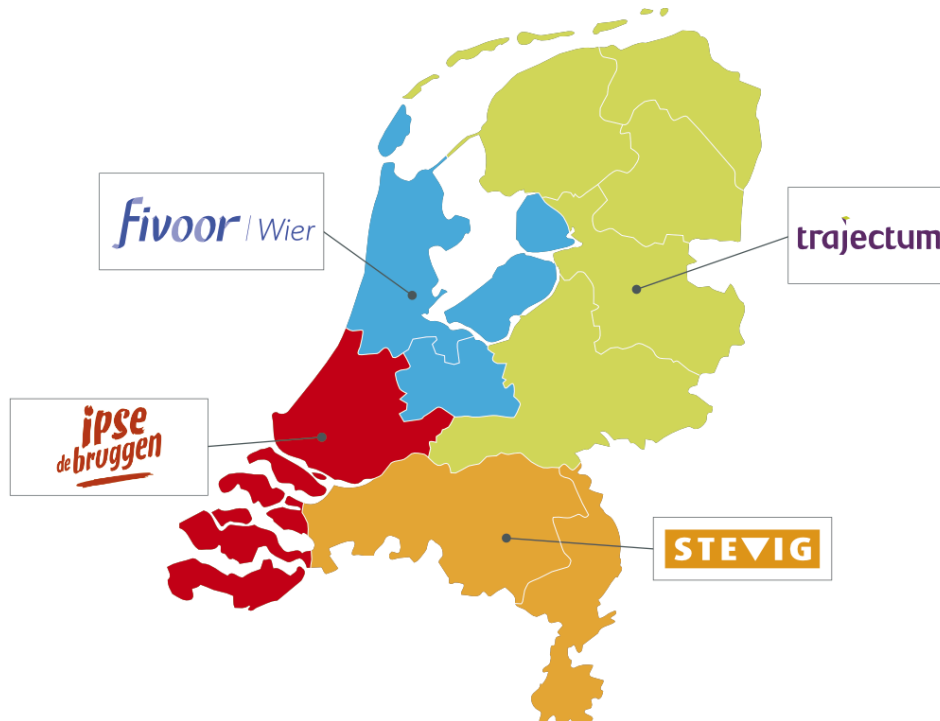 fivoor | Wier
trajectum
ipse
de bruggen
STEVIG